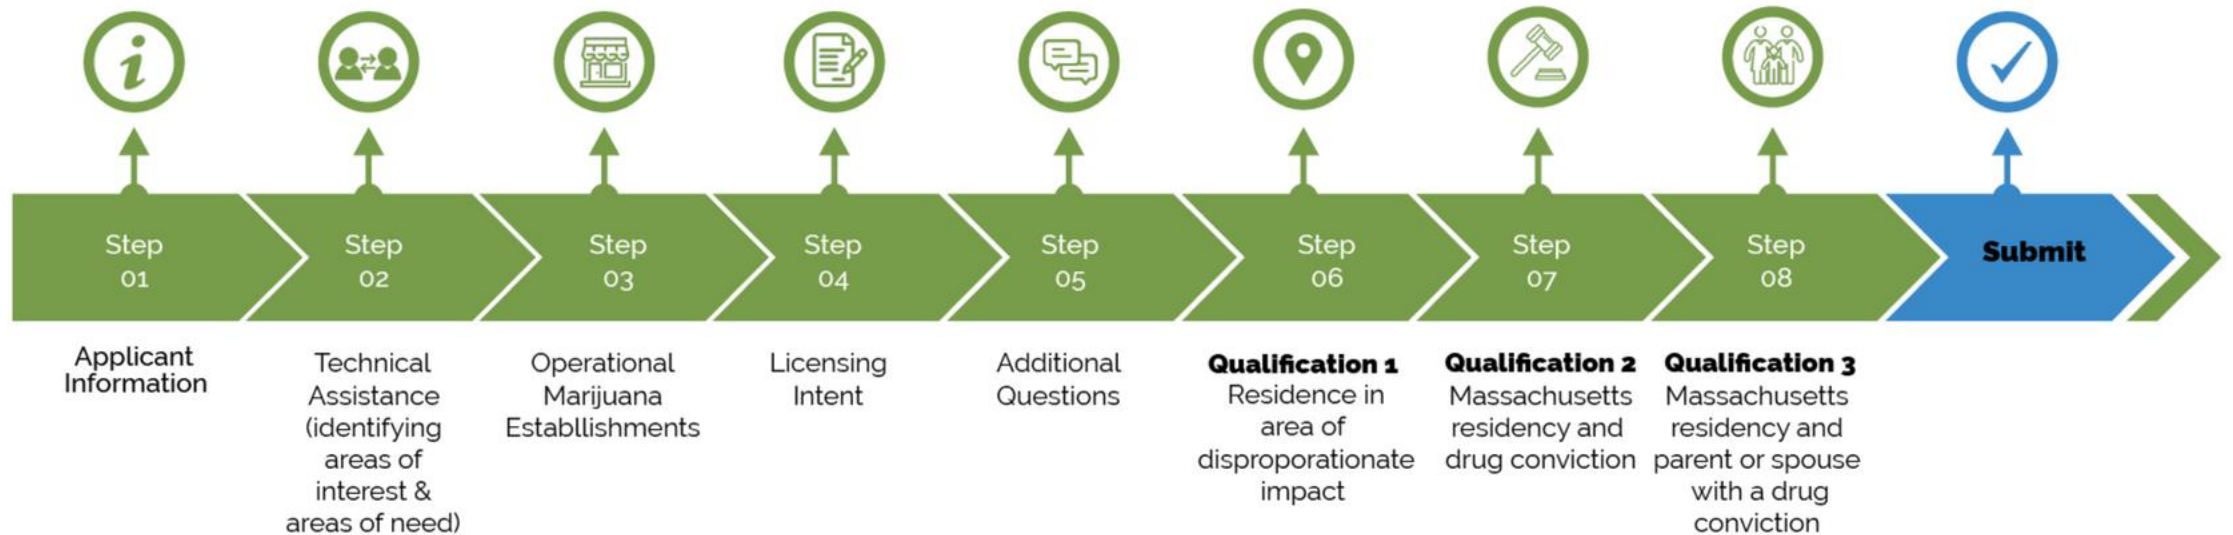 Step
01
Step
02
Step
03
Step
04
Step
05
Step
06
Step
07
Step
08
Submit
Applicant
Information
Technical
Assistance
(identifying
areas of
interest &
areas of need)
Operational
Marijuana
Establlishments
Licensing
Intent
Additional
Questions
Qualification 1
Residence in
area of
disproporationate
impact
Qualification 2
Massachusetts
residency and
drug conviction
Qualification 3
Massachusetts
residency and
parent or spouse
with a drug
conviction